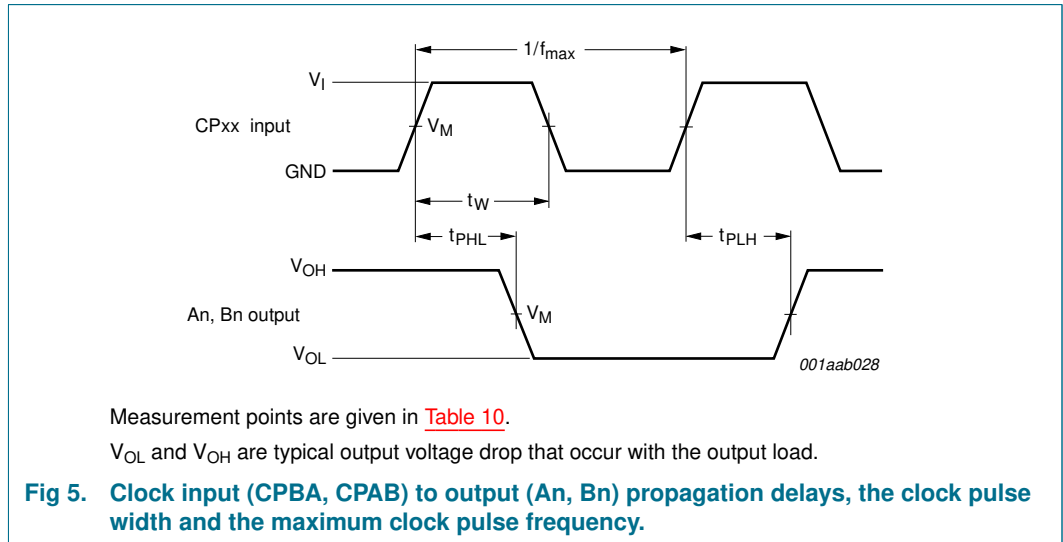 1/fmax
VI
CPxx input
VM
GND
tW
tPHL
tPLH
VOH
An, Bn output
VM
VOL
001aab028
Measurement points are given in Table 10.
VOL and VOH are typical output voltage drop that occur with the output load.
Fig 5. Clock input (CPBA, CPAB) to output (An, Bn) propagation delays, the clock pulse
width and the maximum clock pulse frequency.